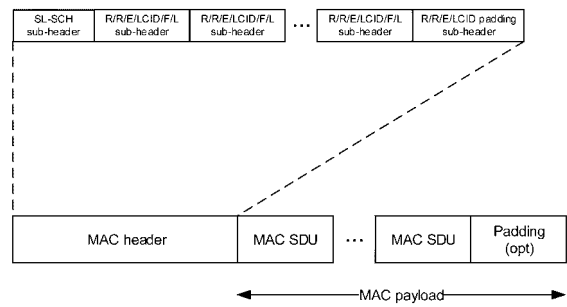 SL-SCH sub-header
R/R/E/LCID/F/L sub-header
R/R/E/LCID/F/L sub-header
...
R/R/E/LCID/F/L sub-header
R/R/E/LCID padding sub-header
MAC header
MAC SDU
...
MAC SDU
Padding (opt)
MAC payload